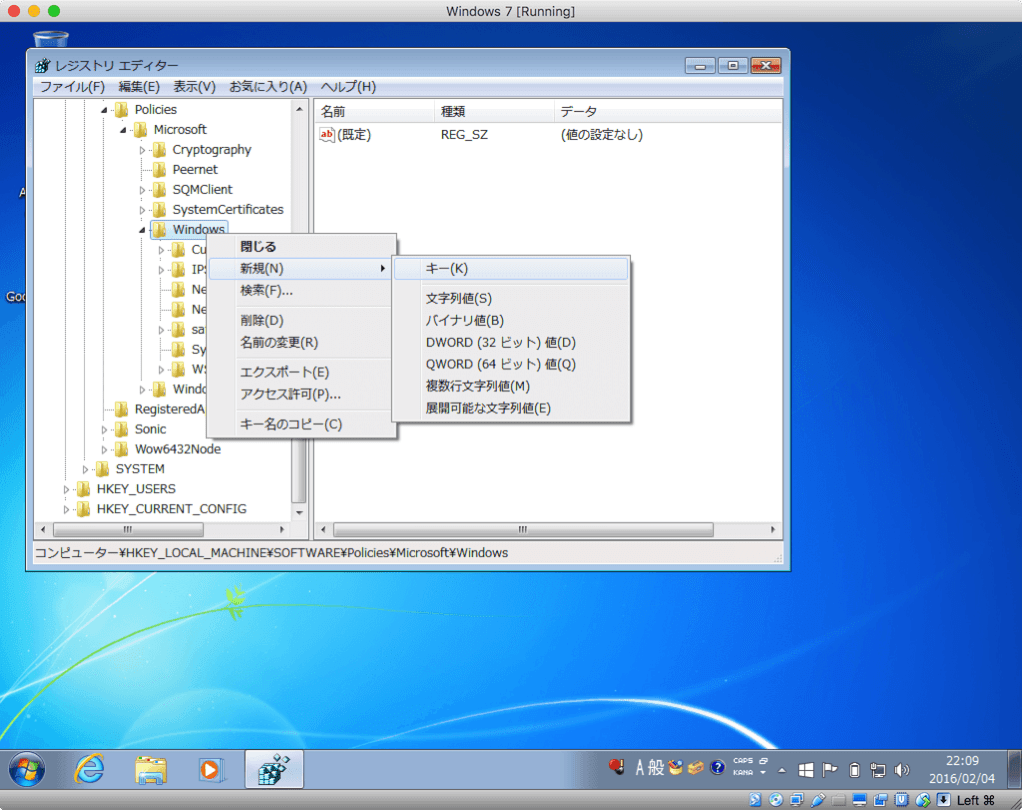 Windows 7 [Running]
レジストリ エディター
ファイル(F) 編集(E) 表示(V) お気に入り(A) ヘルプ(H)
Policies
Microsoft
Cryptography
Peernet
SQMClient
SystemCertificates
Windows
Cu
IPS
Ne
Ne
Sy
WS
Windo
RegisteredA
Sonic
Wow6432Node
SYSTEM
HKEY_USERS
HKEY_CURRENT_CONFIG
名前 種類 データ
ab (既定) REG_SZ (値の設定なし)
閉じる
新規(N)
検索(F)...
削除(D)
名前の変更(R)
エクスポート(E)
アクセス許可(P)...
キー名のコピー(C)
キー(K)
文字列値(S)
バイナリ値(B)
DWORD (32 ビット) 値(D)
QWORD (64 ビット) 値(Q)
複数行文字列値(M)
展開可能な文字列値(E)
コンピューター¥HKEY_LOCAL_MACHINE¥SOFTWARE¥Policies¥Microsoft¥Windows
A
Goo
A 般
CAPS
KANA
22:09
2016/02/04
Left ⌘